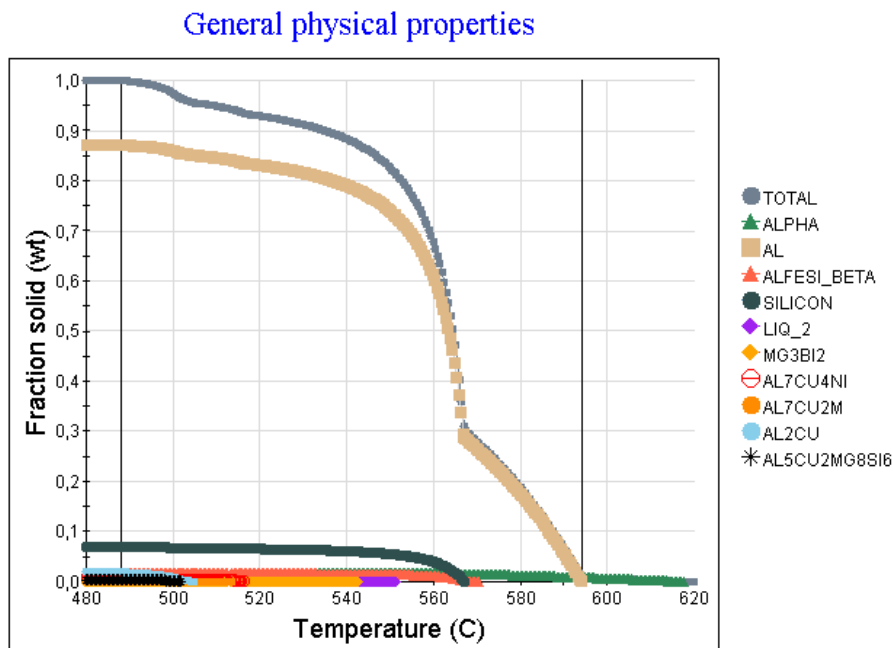 General physical properties
Fraction solid (wt)
1,0
0,9
0,8
0,7
0,6
0,5
0,4
0,3
0,2
0,1
0,0
480 500 520 540 560 580 600 620
Temperature (C)
TOTAL
ALPHA
AL
ALFESI_BETA
SILICON
LIQ_2
MG3BI2
AL7CU4NI
AL7CU2M
AL2CU
AL5CU2MG8SI6